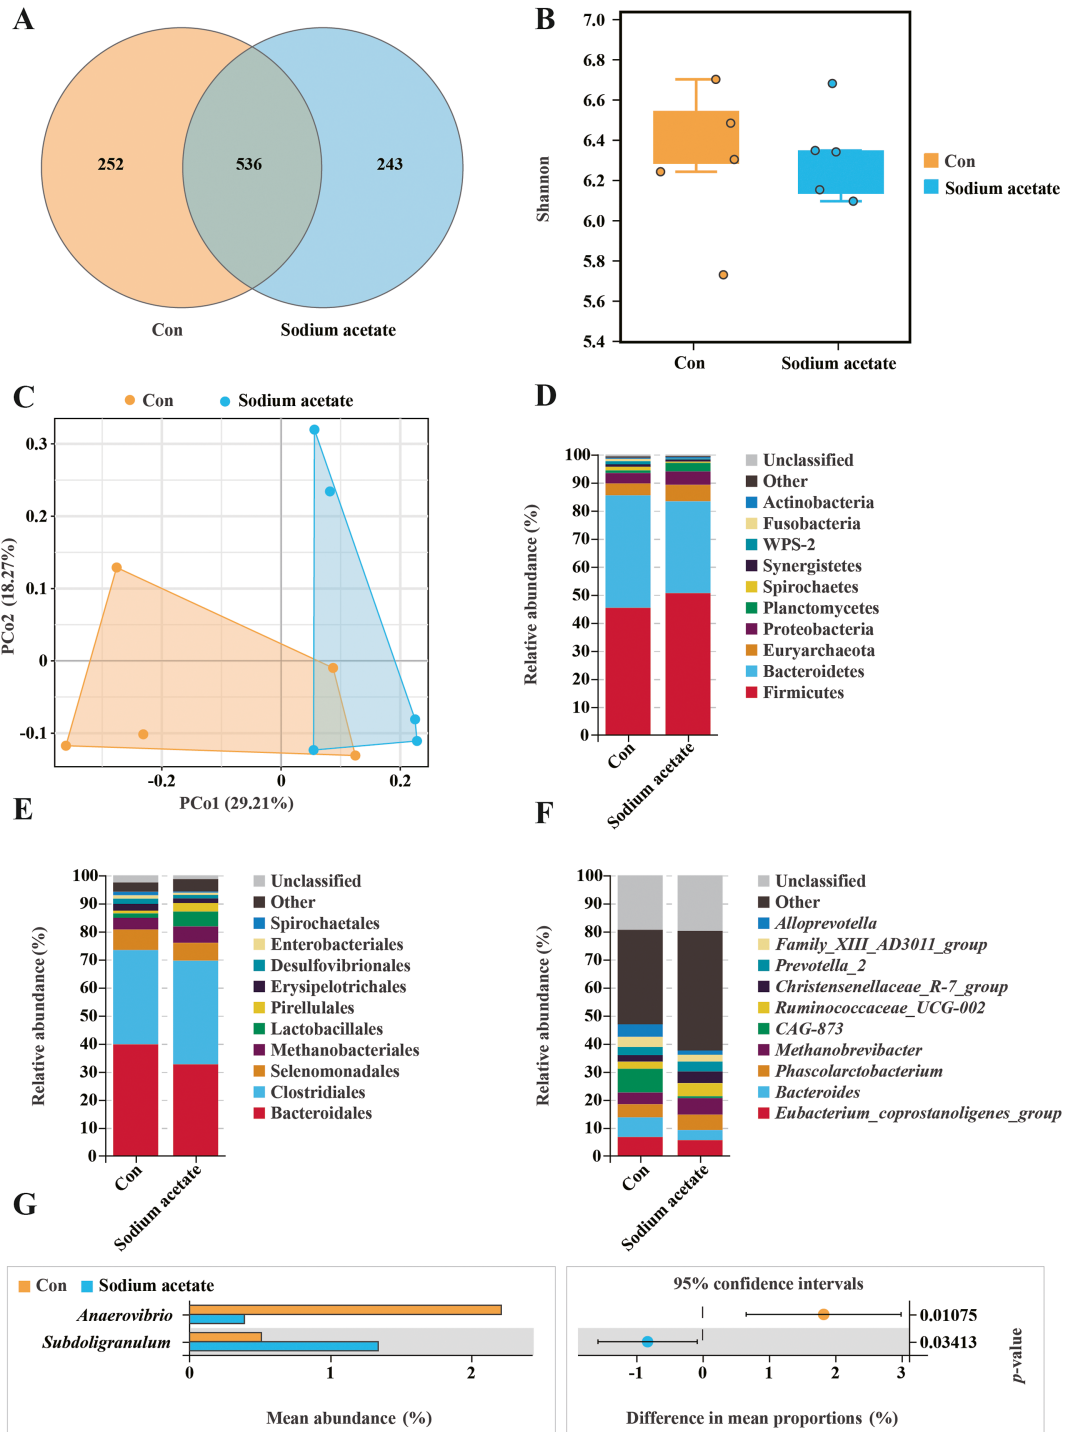 A
252
536
243
Con
Sodium acetate
B
7.0
6.8
6.6
6.4
6.2
6.0
5.8
5.6
5.4
Shannon
Con
Sodium acetate
Con
Sodium acetate
C
Con
Sodium acetate
0.3
0.2
0.1
0
-0.1
PCo2 (18.27%)
-0.2
0
0.2
PCo1 (29.21%)
D
100
90
80
70
60
50
40
30
20
10
0
Relative abundance (%)
Con
Sodium acetate
Unclassified
Other
Actinobacteria
Fusobacteria
WPS-2
Synergistetes
Spirochaetes
Planctomycetes
Proteobacteria
Euryarchaeota
Bacteroidetes
Firmicutes
E
100
90
80
70
60
50
40
30
20
10
0
Relative abundance (%)
Con
Sodium acetate
Unclassified
Other
Spirochaetales
Enterobacteriales
Desulfovibrionales
Erysipelotrichales
Pirellulales
Lactobacillales
Methanobacteriales
Selenomonadales
Clostridiales
Bacteroidales
F
100
90
80
70
60
50
40
30
20
10
0
Relative abundance (%)
Con
Sodium acetate
Unclassified
Other
Alloprevotella
Family_XIII_AD3011_group
Prevotella_2
Christensenellaceae_R-7_group
Ruminococcaceae_UCG-002
CAG-873
Methanobrevibacter
Phascolarctobacterium
Bacteroides
Eubacterium_coprostanoligenes_group
G
Con
Sodium acetate
Anaerovibrio
Subdoligranulum
0
1
2
Mean abundance (%)
95% confidence intervals
0.01075
0.03413
p-value
-1
0
1
2
3
Difference in mean proportions (%)